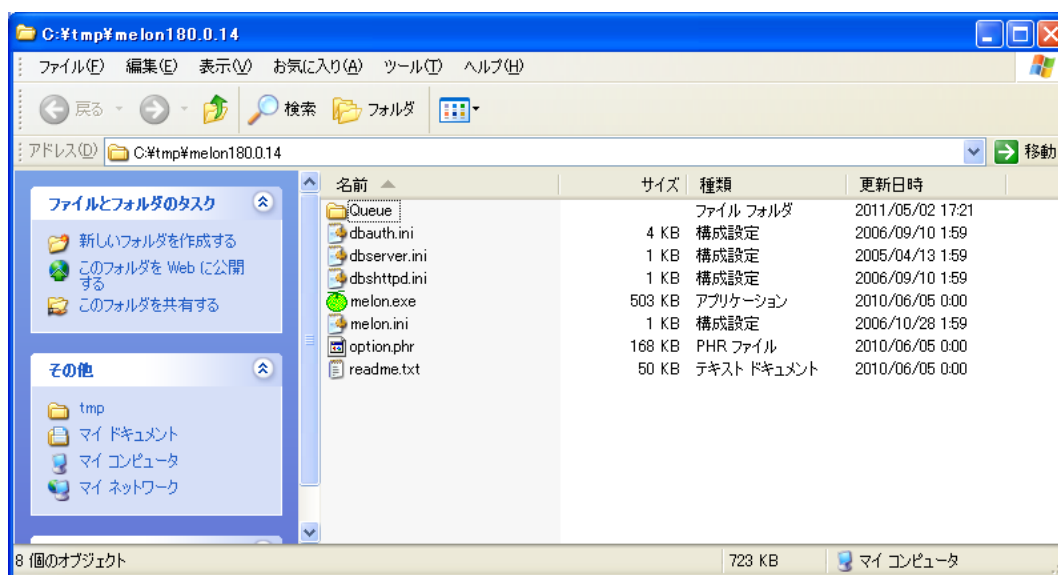 C:¥tmp¥melon180.0.14
ファイル(F) 編集(E) 表示(V) お気に入り(A) ツール(T) ヘルプ(H)
戻る 検索 フォルダ
アドレス(D) C:¥tmp¥melon180.0.14 移動
ファイルとフォルダのタスク
新しいフォルダを作成する
このフォルダを Web に公開
する
このフォルダを共有する
その他
tmp
マイ ドキュメント
マイ コンピュータ
マイ ネットワーク
名前 サイズ 種類 更新日時
Queue ファイル フォルダ 2011/05/02 17:21
dbauth.ini 4 KB 構成設定 2006/09/10 1:59
dbserver.ini 1 KB 構成設定 2005/04/13 1:59
dbshttpd.ini 1 KB 構成設定 2006/09/10 1:59
melon.exe 503 KB アプリケーション 2010/06/05 0:00
melon.ini 1 KB 構成設定 2006/10/28 1:59
option.phr 168 KB PHR ファイル 2010/06/05 0:00
readme.txt 50 KB テキスト ドキュメント 2010/06/05 0:00
8 個のオブジェクト 723 KB マイ コンピュータ